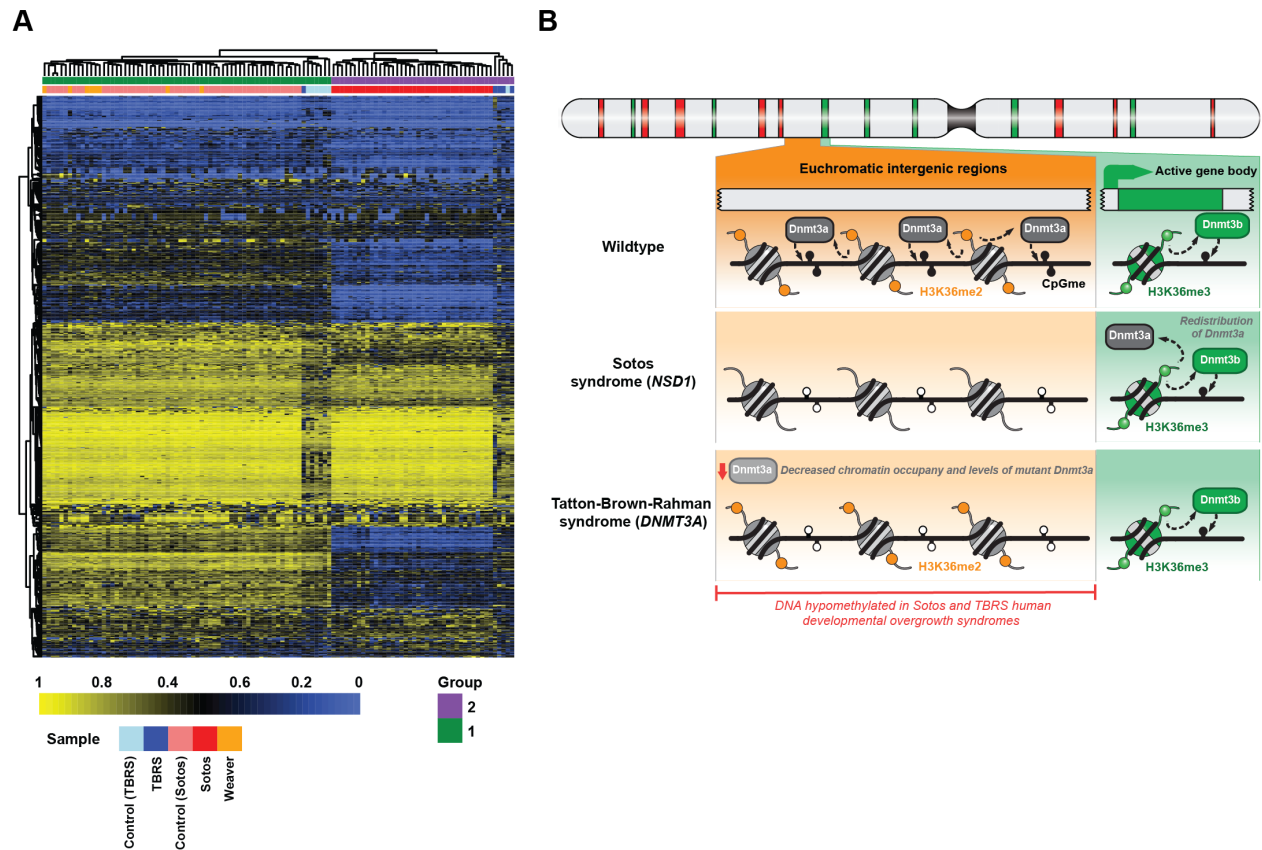 A
1 0.8 0.4 0.6 0.2 0
Group
2
1
Sample
Control (TBRS)
TBRS
Control (Sotos)
Sotos
Weaver
B
Euchromatic intergenic regions
Active gene body
Wildtype
Dnmt3a
Dnmt3a
Dnmt3a
Dnmt3b
H3K36me2
CpGme
H3K36me3
Sotos
syndrome (NSD1)
Redistribution
of Dnmt3a
Dnmt3a
Dnmt3b
H3K36me3
Tatton-Brown-Rahman
syndrome (DNMT3A)
Dnmt3a
Decreased chromatin occupany and levels of mutant Dnmt3a
Dnmt3b
H3K36me2
H3K36me3
DNA hypomethylated in Sotos and TBRS human
developmental overgrowth syndromes